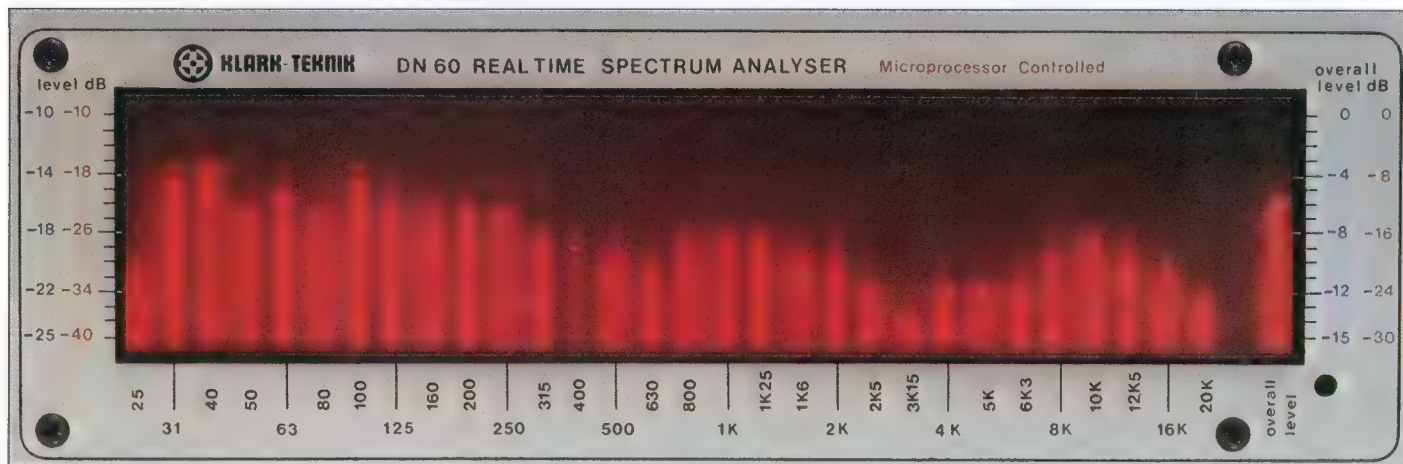 KLARK-TEKNIK DN 60 REAL TIME SPECTRUM ANALYSER Microprocessor Controlled
level dB
overall
level dB
-10 -10
0 0
-14 -18
-4 -8
-18 -26
-8 -16
-22 -34
-12 -24
-25 -40
-15 -30
25 40 50 80 100 160 200 315 400 630 800 1K25 1K6 2K5 3K15 5K 6K3 10K 12K5 20K
31 63 125 250 500 1K 2K 4K 8K 16K
overall
level